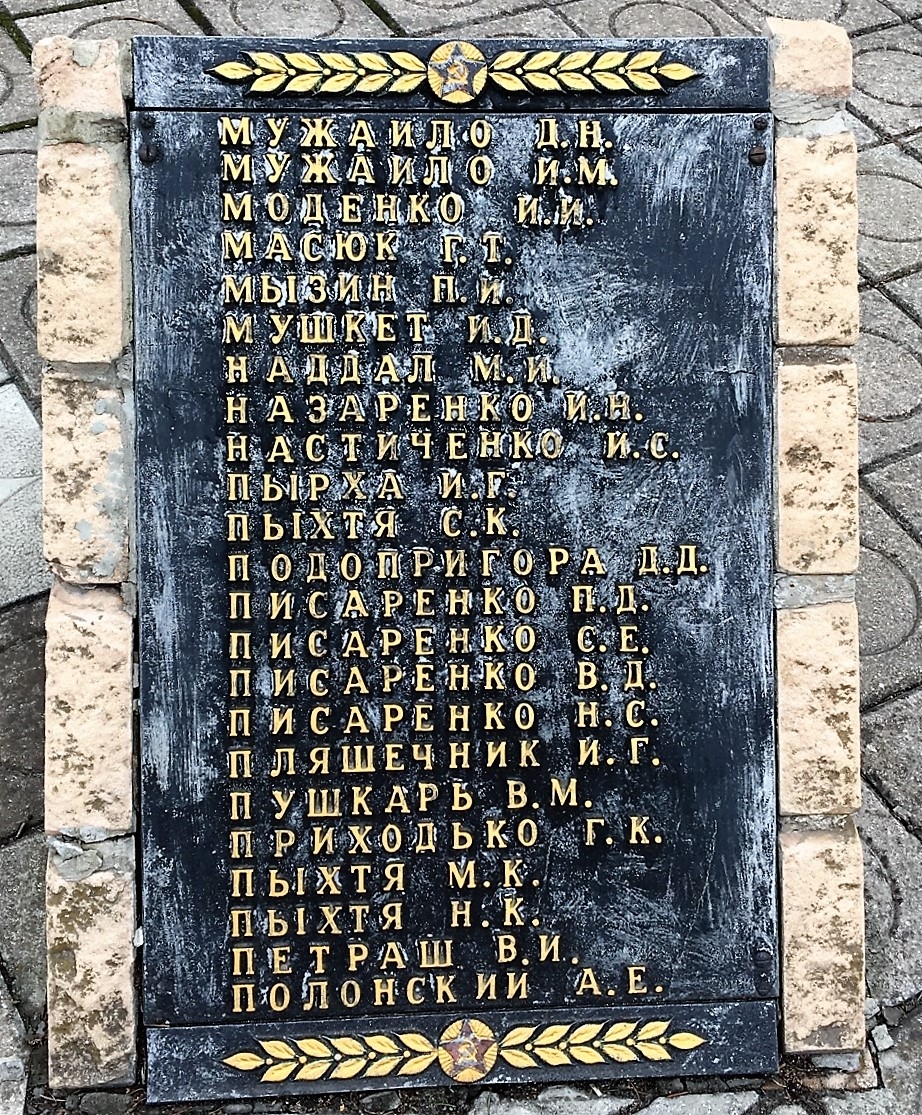 МУЖАИЛО Д.Н.
МУЖАИЛО И.М.
МОДЕНКО И.И.
МАСЮК Г.Т.
МЫЗИН П.И.
МУШКЕТ И.Д.
НАДДАЛ М.И.
НАЗАРЕНКО И.Н.
НАСТИЧЕНКО И.С.
ПЫРХА И.Г.
ПЫХТЯ С.К.
ПОДОПРИГОРА Д.Д.
ПИСАРЕНКО П.Д.
ПИСАРЕНКО С.Е.
ПИСАРЕНКО В.Д.
ПИСАРЕНКО Н.С.
ПЛЯШЕЧНИК И.Г.
ПУШКАРЬ В.М.
ПРИХОДЬКО Г.К.
ПЫХТЯ М.К.
ПЫХТЯ Н.К.
ПЕТРАШ В.И.
ПОЛОНСКИИ А.Е.